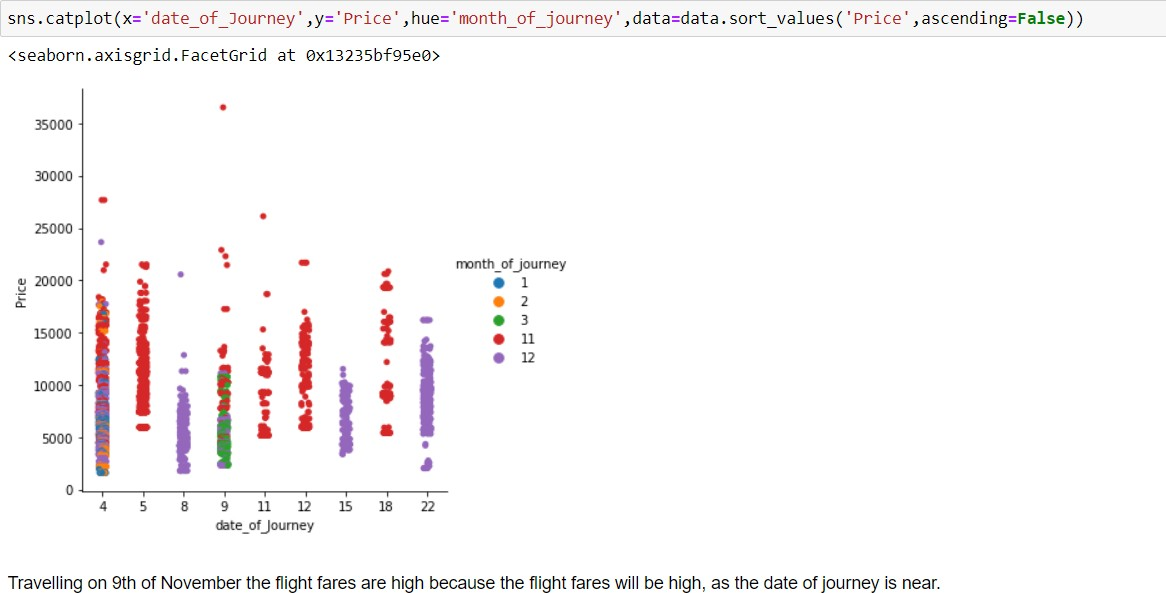 sns.catplot(x='date_of_Journey',y='Price',hue='month_of_journey',data=data.sort_values('Price',ascending=False))
<seaborn.axisgrid.FacetGrid at 0x13235bf95e0>
35000
30000
25000
20000
15000
10000
5000
0
Price
4 5 8 9 11 12 15 18 22
date_of_Journey
month_of_journey
1
2
3
11
12
Travelling on 9th of November the flight fares are high because the flight fares will be high, as the date of journey is near.